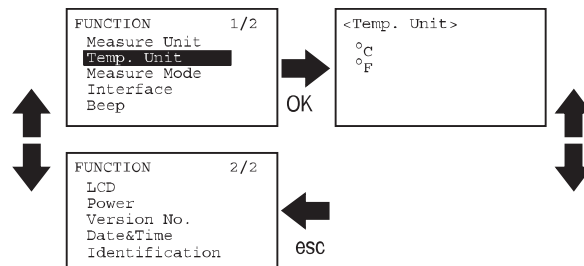 FUNCTION 1/2
Measure Unit
Temp. Unit
Measure Mode
Interface
Beep
OK
<Temp. Unit>
°C
°F
FUNCTION 2/2
LCD
Power
Version No.
Date&Time
Identification
esc